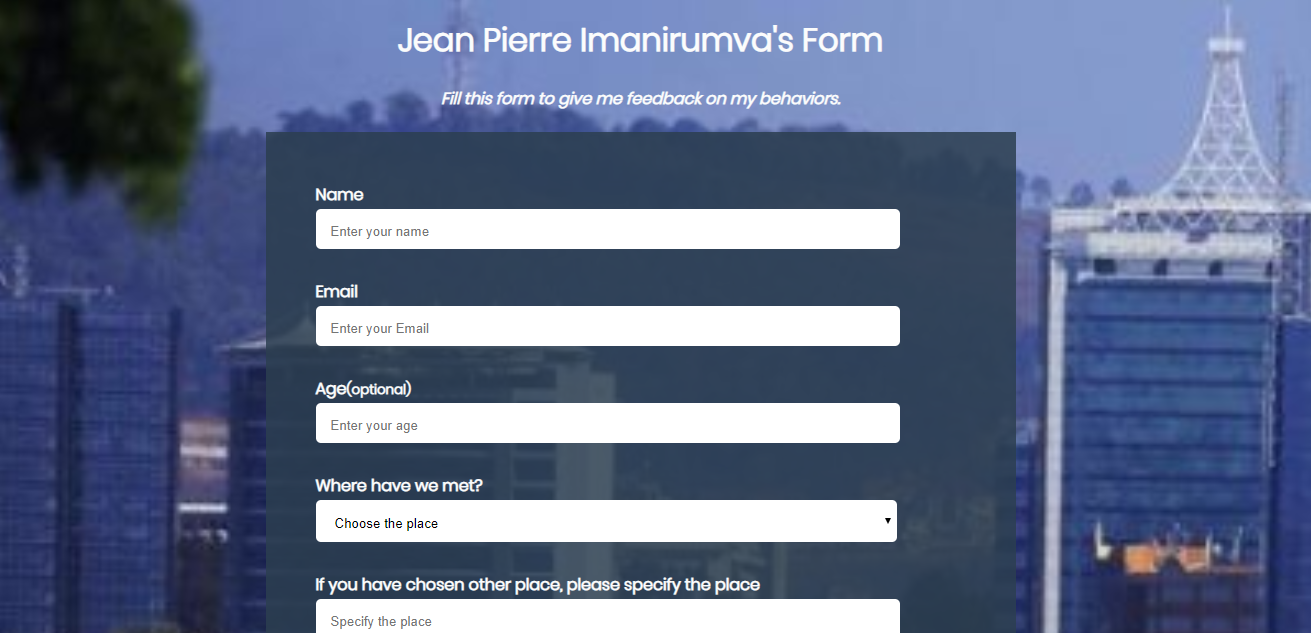 Jean Pierre Imanirumva's Form
Fill this form to give me feedback on my behaviors.
Name
Enter your name
Email
Enter your Email
Age(optional)
Enter your age
Where have we met?
Choose the place
If you have chosen other place, please specify the place
Specify the place